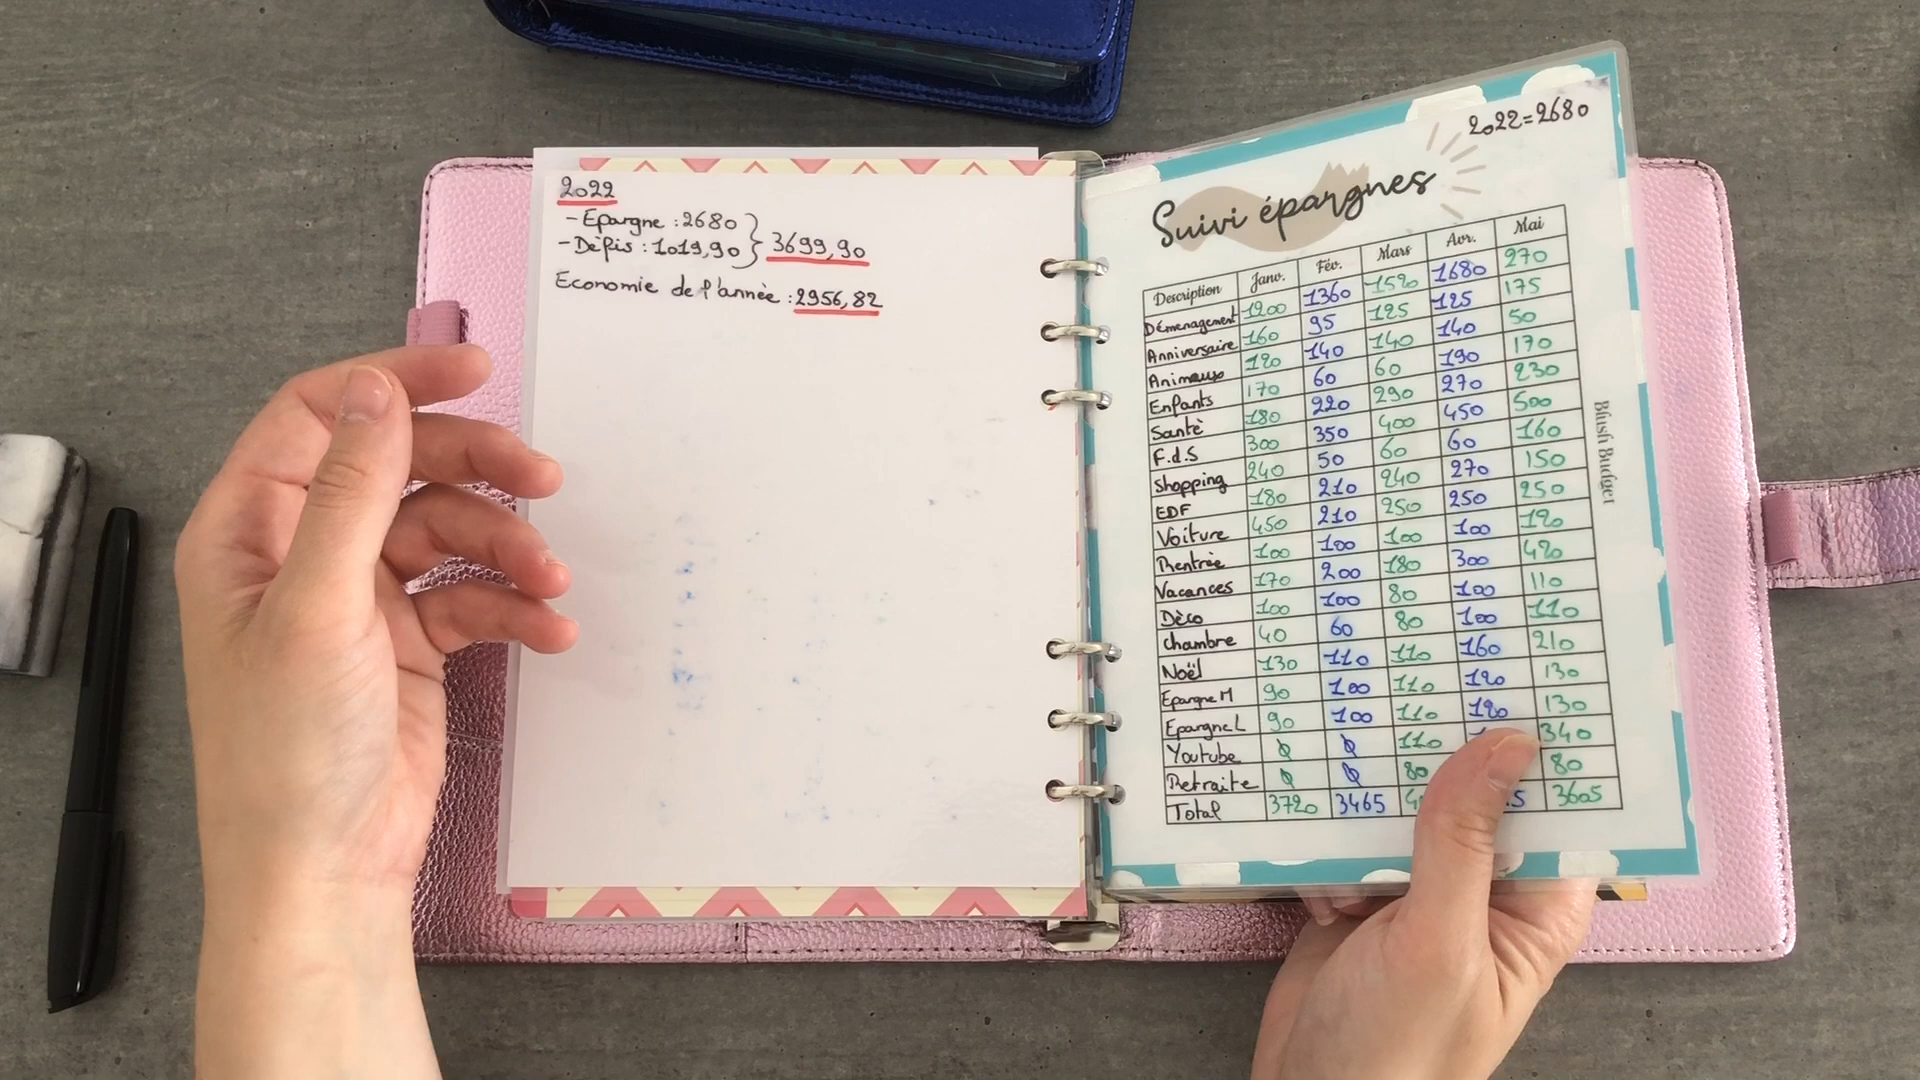 2022
- Epargne : 2680
- Défis : 1019,90 } 3699,90
Economie de l'année : 2956,82
2022=2680
Suivi épargnes
Description Janv. Fév. Mars Avr. Mai
Déménagement 1200 1360 1520 1680 270
Anniversaire 160 95 125 125 175
Animaux 120 140 140 140 50
Enfants 170 60 60 190 170
Santé 180 220 290 270 230
F.d.S 300 350 400 450 500
Shopping 240 50 60 60 160
EDF 180 210 240 270 150
Voiture 450 210 250 250 250
Rentrée 100 100 100 100 120
Vacances 170 200 180 300 420
Déco 100 100 80 100 110
Chambre 40 60 80 100 110
Noël 130 110 110 160 210
Epargne M 90 100 110 120 130
Epargne L 90 100 110 120 130
Youtube 0 0 110 340
Retraite 0 0 80 80
Total 3720 3465 3605
Blush Budget